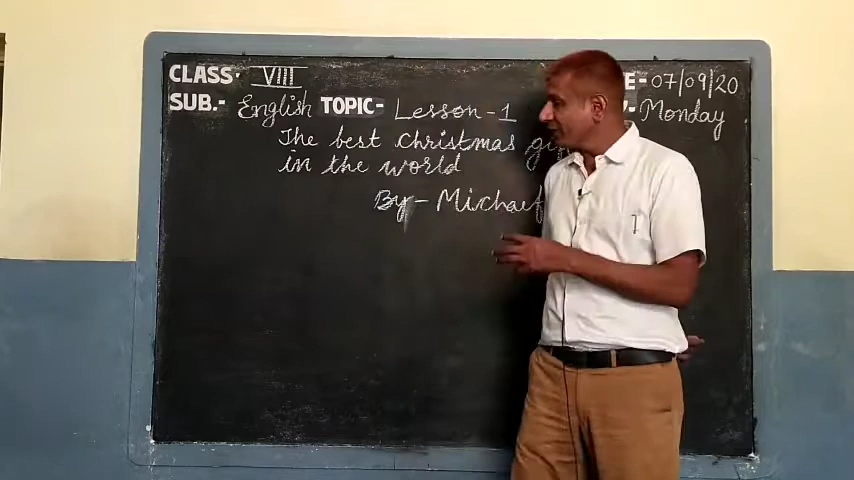 CLASS- VIII E- 07/09/20
SUB.- English TOPIC- Lesson-1 Y- Monday
The best christmas
in the world
By- Michael